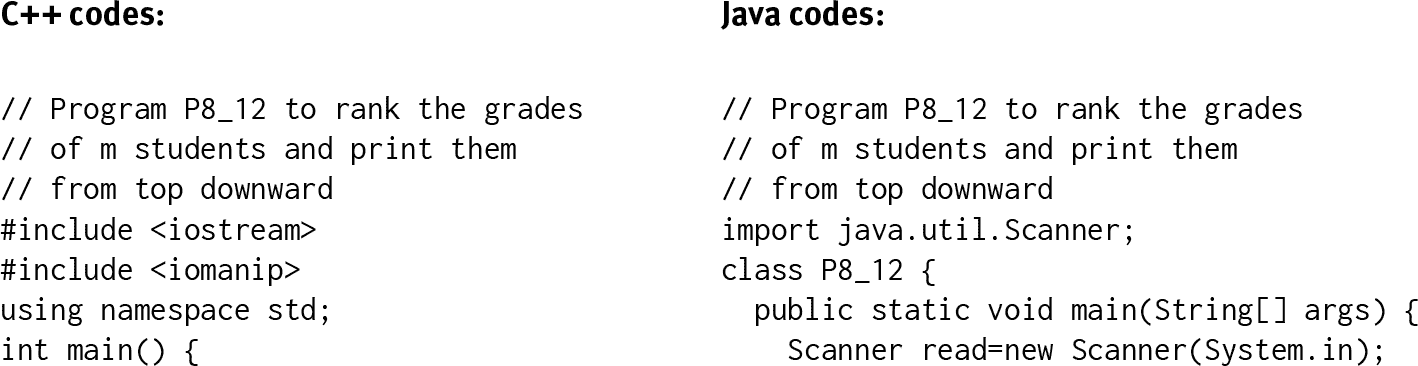 C++ codes:
// Program P8_12 to rank the grades
// of m students and print them
// from top downward
#include <iostream>
#include <iomanip>
using namespace std;
int main() {
Java codes:
// Program P8_12 to rank the grades
// of m students and print them
// from top downward
import java.util.Scanner;
class P8_12 {
public static void main(String[] args) {
Scanner read=new Scanner(System.in);